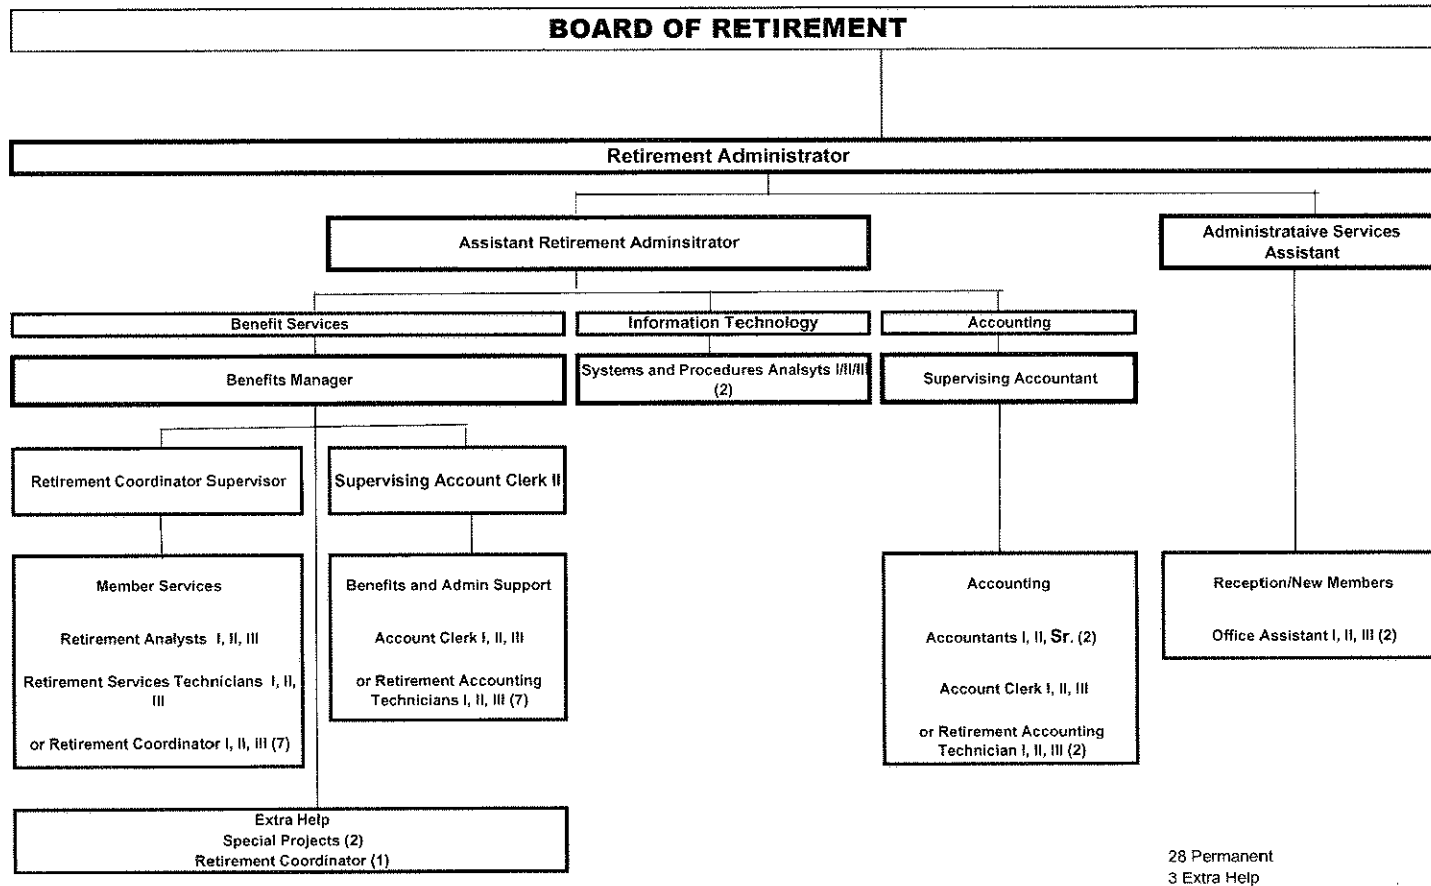 BOARD OF RETIREMENT
Retirement Administrator
Assistant Retirement Adminsitrator
Administrataive Services
Assistant
Benefit Services
Information Technology
Accounting
Benefits Manager
Systems and Procedures Analsyts I/II/III
(2)
Supervising Accountant
Retirement Coordinator Supervisor
Supervising Account Clerk II
Member Services
Retirement Analysts I, II, III
Retirement Services Technicians I, II,
III
or Retirement Coordinator I, II, III (7)
Benefits and Admin Support
Account Clerk I, II, III
or Retirement Accounting
Technicians I, II, III (7)
Accounting
Accountants I, II, Sr. (2)
Account Clerk I, II, III
or Retirement Accounting
Technician I, II, III (2)
Reception/New Members
Office Assistant I, II, III (2)
Extra Help
Special Projects (2)
Retirement Coordinator (1)
28 Permanent
3 Extra Help